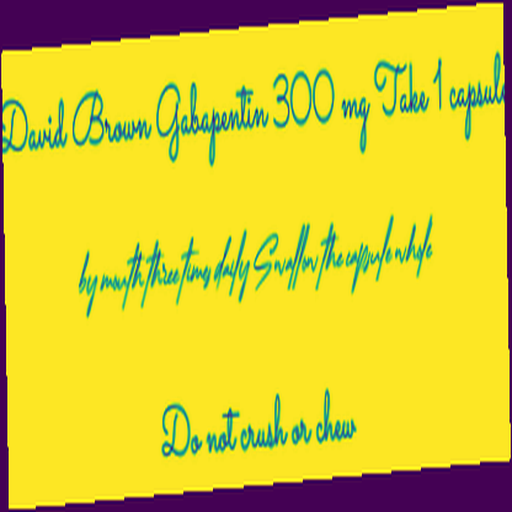 David Brown Gabapentin 300 mg Take 1 capsule
by mouth three times daily Swallow the capsule whole
Do not crush or chew